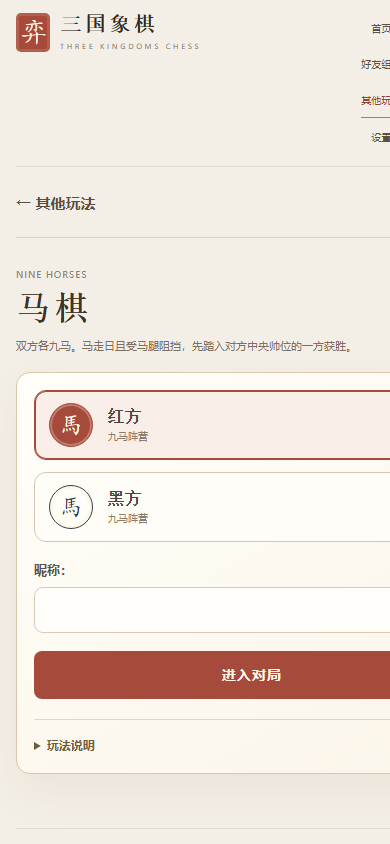 弈
三国象棋
THREE KINGDOMS CHESS
首页
其他玩
设置
← 其他玩法
NINE HORSES
马棋
双方各九马。马走日且受马腿阻挡，先踏入对方中央帅位的一方获胜。
馬
红方
九马阵营
馬
黑方
九马阵营
昵称：
进入对局
▶ 玩法说明